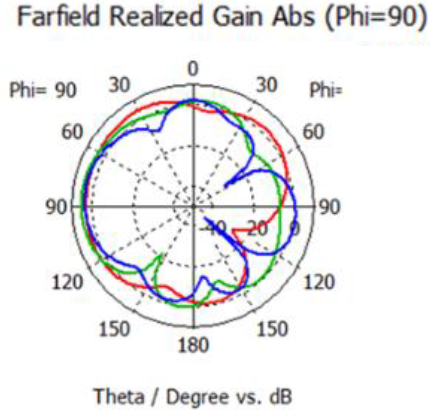 Farfield Realized Gain Abs (Phi=90)
Phi= 90 30 0 30 Phi=
60 60
90 -40 20 0 90
120 120
150 180 150
Theta / Degree vs. dB